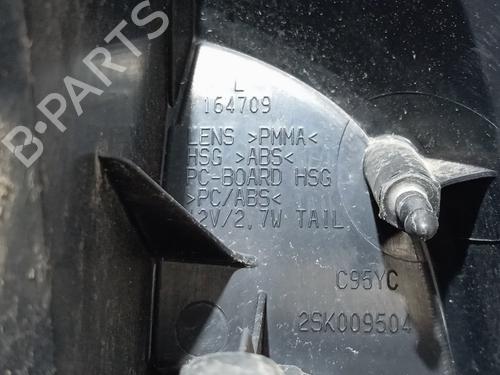 B-PARTS
L
164709
LENS >PMMA<
HSG >ABS<
PC-BOARD HSG
>PC/ABS<
12V/2,7W TAIL
C95YC
2SK009504